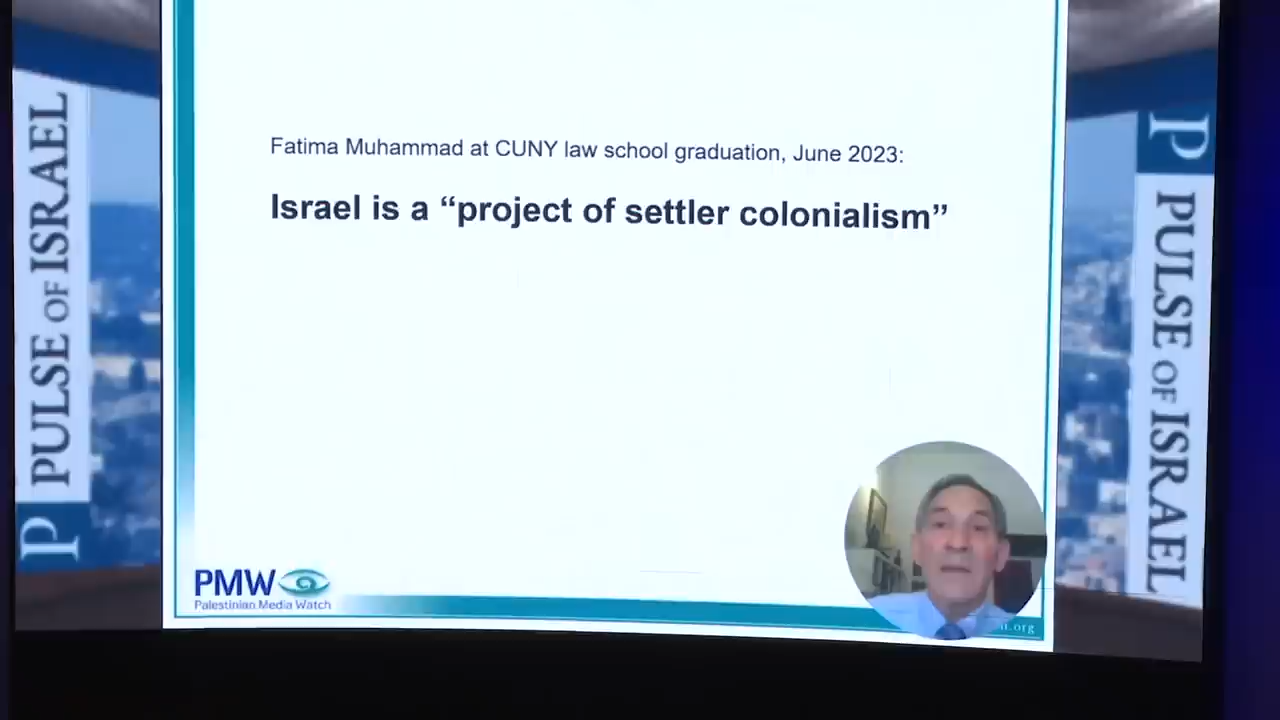 PULSE OF ISRAEL
P
Fatima Muhammad at CUNY law school graduation, June 2023:
Israel is a “project of settler colonialism”
PMW
Palestinian Media Watch
.org
P
PULSE OF ISRAEL